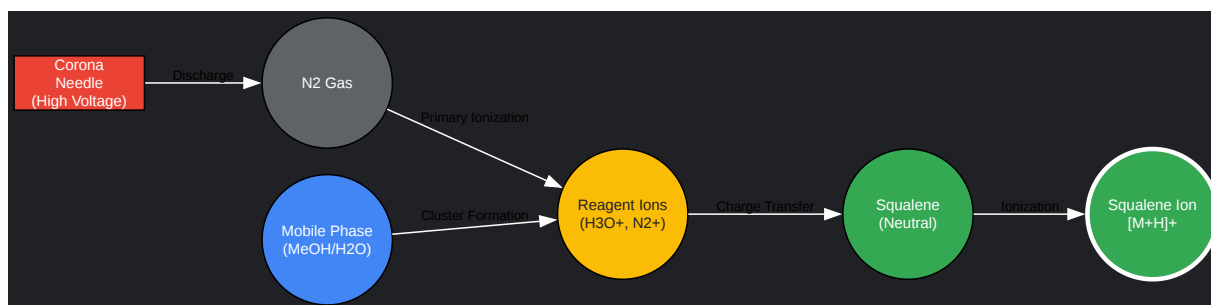 Corona
Needle
(High Voltage)
Discharge
N2 Gas
Primary Ionization
Mobile Phase
(MeOH/H2O)
Cluster Formation
Reagent Ions
(H3O+, N2+)
Charge Transfer
Squalene
(Neutral)
Ionization
Squalene Ion
[M+H]+